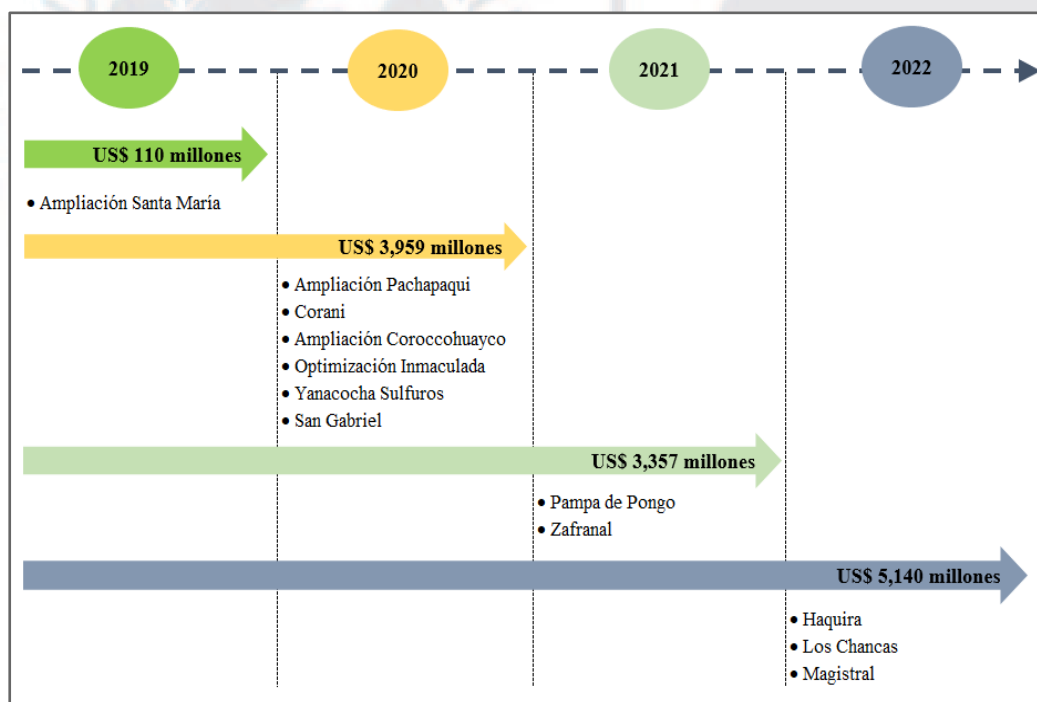 2019
2020
2021
2022
US$ 110 millones
• Ampliación Santa María
US$ 3,959 millones
• Ampliación Pachapaqui
• Corani
• Ampliación Coroccohuayco
• Optimización Inmaculada
• Yanacocha Sulfuros
• San Gabriel
US$ 3,357 millones
• Pampa de Pongo
• Zafranal
US$ 5,140 millones
• Haquira
• Los Chancas
• Magistral